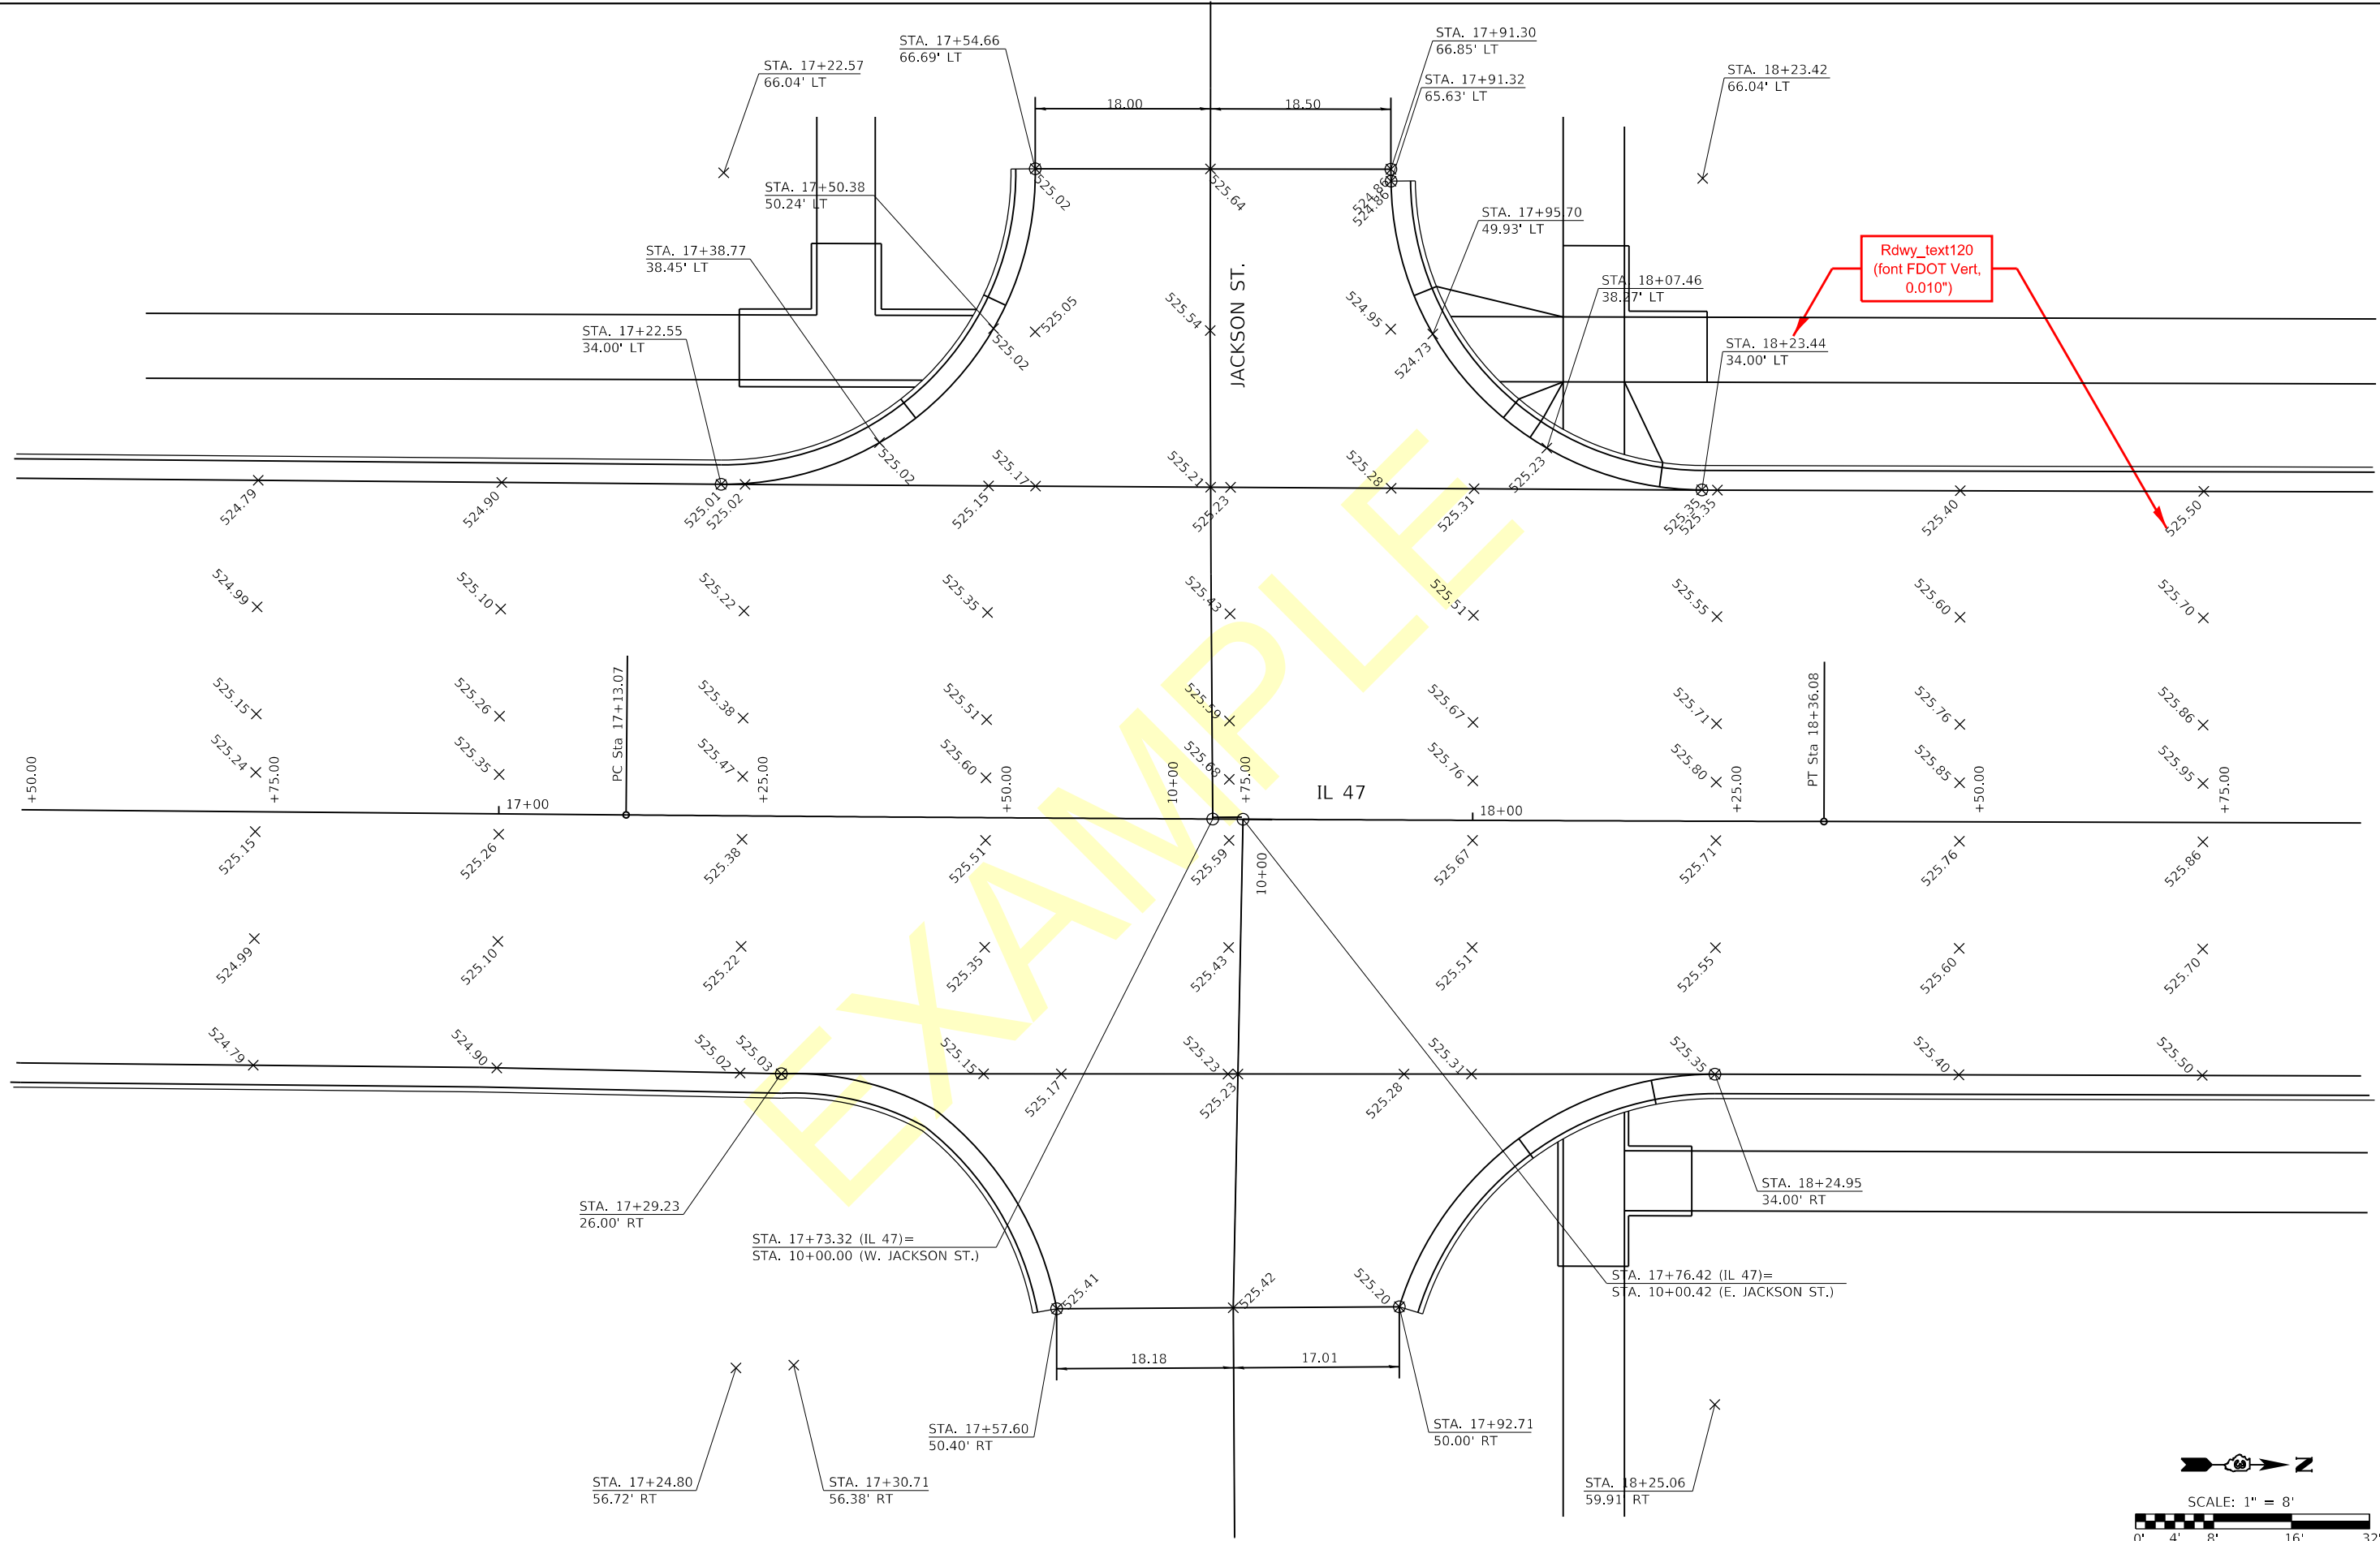 STA. 17+54.66
66.69' LT
STA. 17+91.30
66.85' LT
STA. 17+22.57
66.04' LT
STA. 17+91.32
65.63' LT
STA. 18+23.42
66.04' LT
18.00
18.50
525.02
525.64
524.86
524.86
STA. 17+50.38
50.24' LT
STA. 17+95.70
49.93' LT
STA. 17+38.77
38.45' LT
JACKSON ST.
Rdwy_text120
(font FDOT Vert,
0.010")
STA. 18+07.46
38.27' LT
STA. 17+22.55
34.00' LT
525.02
525.05
525.54
524.95
524.73
STA. 18+23.44
34.00' LT
524.79
524.90
525.01
525.02
525.02
525.15
525.17
525.21
525.23
525.28
525.31
525.23
525.35
525.35
525.40
525.50
524.99
525.10
525.22
525.35
525.43
525.51
525.55
525.60
525.70
525.15
525.26
525.38
525.51
525.59
525.67
525.71
525.76
525.86
PC Sta 17+13.07
PT Sta 18+36.08
525.24
525.35
525.47
525.60
525.68
525.76
525.80
525.85
525.95
+50.00
+75.00
17+00
+25.00
+50.00
10+00
+75.00
IL 47
18+00
+25.00
+50.00
+75.00
525.15
525.26
525.38
525.51
525.59
10+00
525.67
525.71
525.76
525.86
EXAMPLE
524.99
525.10
525.22
525.35
525.43
525.51
525.55
525.60
525.70
524.79
524.90
525.02
525.03
525.15
525.17
525.23
525.23
525.28
525.31
525.35
525.40
525.50
STA. 17+29.23
26.00' RT
STA. 18+24.95
34.00' RT
STA. 17+73.32 (IL 47)=
STA. 10+00.00 (W. JACKSON ST.)
STA. 17+76.42 (IL 47)=
STA. 10+00.42 (E. JACKSON ST.)
525.41
525.42
525.20
18.18
17.01
STA. 17+57.60
50.40' RT
STA. 17+92.71
50.00' RT
STA. 17+24.80
56.72' RT
STA. 17+30.71
56.38' RT
STA. 18+25.06
59.91' RT
N
SCALE: 1" = 8'
0' 4' 8' 16' 32'